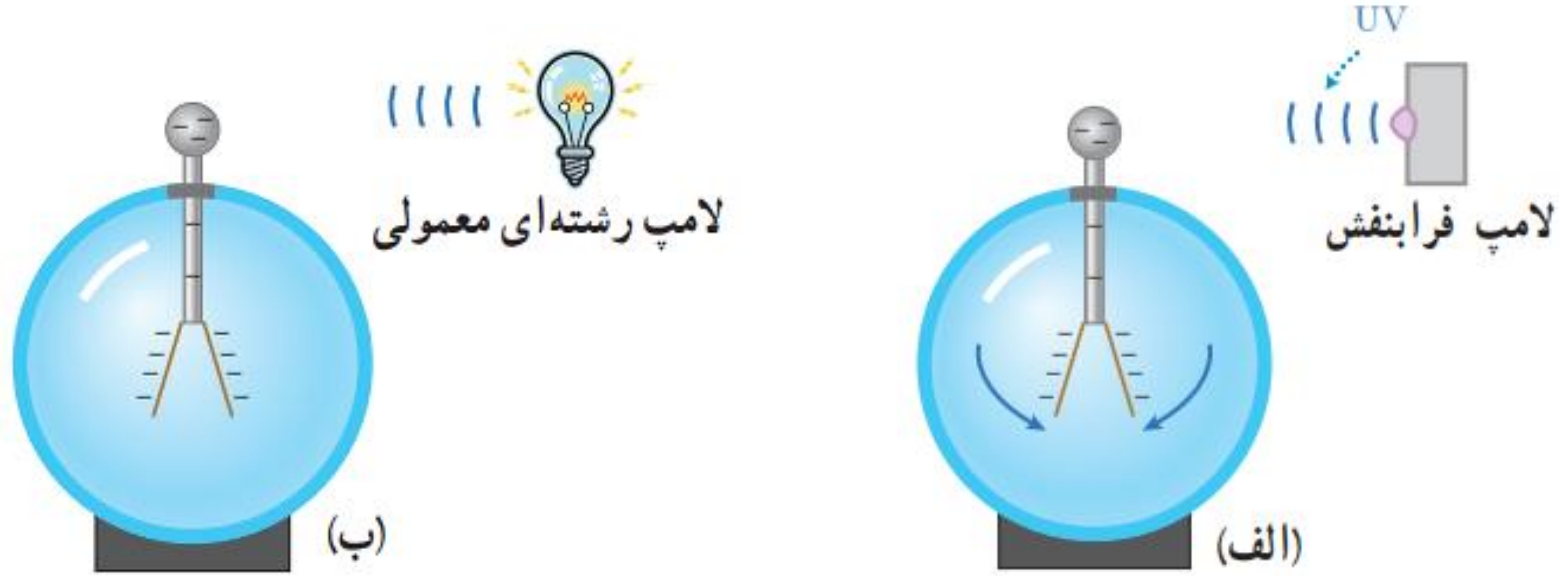 UV
لامپ فرابنفش
(الف)
لامپ رشته‌ای معمولی
(ب)